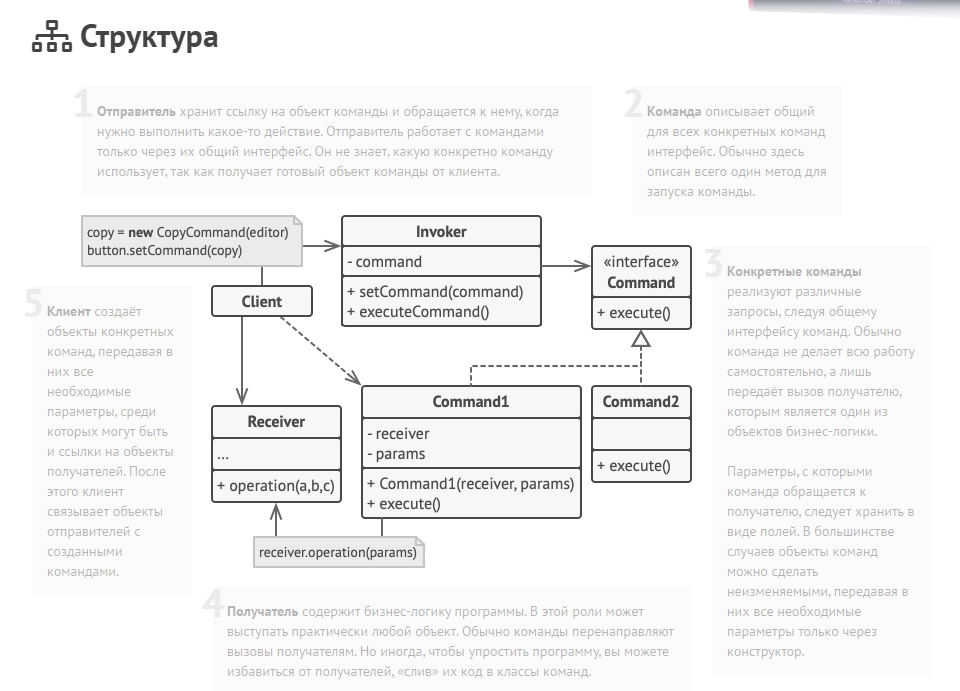 Структура
1
Отправитель хранит ссылку на объект команды и обращается к нему, когда
нужно выполнить какое-то действие. Отправитель работает с командами
только через их общий интерфейс. Он не знает, какую конкретно команду
использует, так как получает готовый объект команды от клиента.
2
Команда описывает общий
для всех конкретных команд
интерфейс. Обычно здесь
описан всего один метод для
запуска команды.
copy = new CopyCommand(editor)
button.setCommand(copy)
Invoker
- command
+ setCommand(command)
+ executeCommand()
«interface»
Command
+ execute()
3
Конкретные команды
реализуют различные
запросы, следуя общему
интерфейсу команд. Обычно
команда не делает всю работу
самостоятельно, а лишь
передаёт вызов получателю,
которым является один из
объектов бизнес-логики.
Параметры, с которыми
команда обращается к
получателю, следует хранить в
виде полей. В большинстве
случаев объекты команд
можно сделать
неизменяемыми, передавая в
них все необходимые
параметры только через
конструктор.
Client
5
Клиент создаёт
объекты конкретных
команд, передавая в
них все
необходимые
параметры, среди
которых могут быть
и ссылки на объекты
получателей. После
этого клиент
связывает объекты
отправителей с
созданными
командами.
Receiver
...
+ operation(a,b,c)
Command1
- receiver
- params
+ Command1(receiver, params)
+ execute()
Command2
+ execute()
receiver.operation(params)
4
Получатель содержит бизнес-логику программы. В этой роли может
выступать практически любой объект. Обычно команды перенаправляют
вызовы получателям. Но иногда, чтобы упростить программу, вы можете
избавиться от получателей, «слив» их код в классы команд.